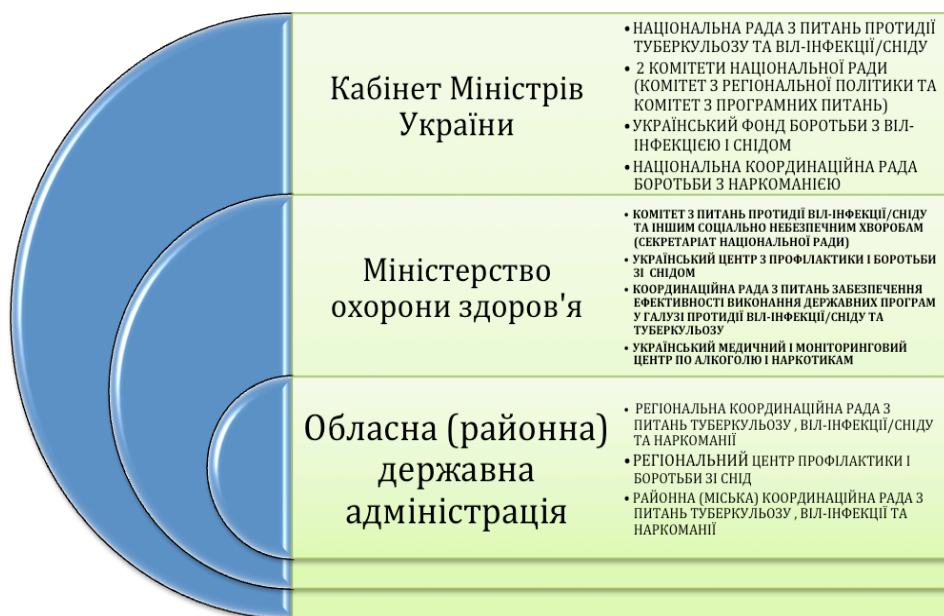 Кабінет Міністрів
України
• НАЦІОНАЛЬНА РАДА З ПИТАНЬ ПРОТИДІЇ
ТУБЕРКУЛЬОЗУ ТА ВІЛ-ІНФЕКЦІЇ/СНІДУ
• 2 КОМІТЕТИ НАЦІОНАЛЬНОЇ РАДИ
(КОМІТЕТ З РЕГІОНАЛЬНОЇ ПОЛІТИКИ ТА
КОМІТЕТ З ПРОГРАМНИХ ПИТАНЬ)
• УКРАЇНСЬКИЙ ФОНД БОРОТЬБИ З ВІЛ-
ІНФЕКЦІЄЮ І СНІДОМ
• НАЦІОНАЛЬНА КООРДИНАЦІЙНА РАДА
БОРОТЬБИ З НАРКОМАНІЄЮ
Міністерство
охорони здоров'я
• КОМІТЕТ З ПИТАНЬ ПРОТИДІЇ ВІЛ-ІНФЕКЦІЇ/СНІДУ
ТА ІНШИМ СОЦІАЛЬНО НЕБЕЗПЕЧНИМ ХВОРОБАМ
(СЕКРЕТАРІАТ НАЦІОНАЛЬНОЇ РАДИ)
• УКРАЇНСЬКИЙ ЦЕНТР З ПРОФІЛАКТИКИ І БОРОТЬБИ
ЗІ СНІДОМ
• КООРДИНАЦІЙНА РАДА З ПИТАНЬ ЗАБЕЗПЕЧЕННЯ
ЕФЕКТИВНОСТІ ВИКОНАННЯ ДЕРЖАВНИХ ПРОГРАМ
У ГАЛУЗІ ПРОТИДІЇ ВІЛ-ІНФЕКЦІЇ/СНІДУ ТА
ТУБЕРКУЛЬОЗУ
• УКРАЇНСЬКИЙ МЕДИЧНИЙ І МОНІТОРИНГОВИЙ
ЦЕНТР ПО АЛКОГОЛЮ І НАРКОТИКАМ
Обласна (районна)
державна
адміністрація
• РЕГІОНАЛЬНА КООРДИНАЦІЙНА РАДА З
ПИТАНЬ ТУБЕРКУЛЬОЗУ , ВІЛ-ІНФЕКЦІЇ/СНІДУ
ТА НАРКОМАНІЇ
• РЕГІОНАЛЬНИЙ ЦЕНТР ПРОФІЛАКТИКИ І
БОРОТЬБИ ЗІ СНІД
• РАЙОННА (МІСЬКА) КООРДИНАЦІЙНА РАДА З
ПИТАНЬ ТУБЕРКУЛЬОЗУ , ВІЛ-ІНФЕКЦІЇ ТА
НАРКОМАНІЇ